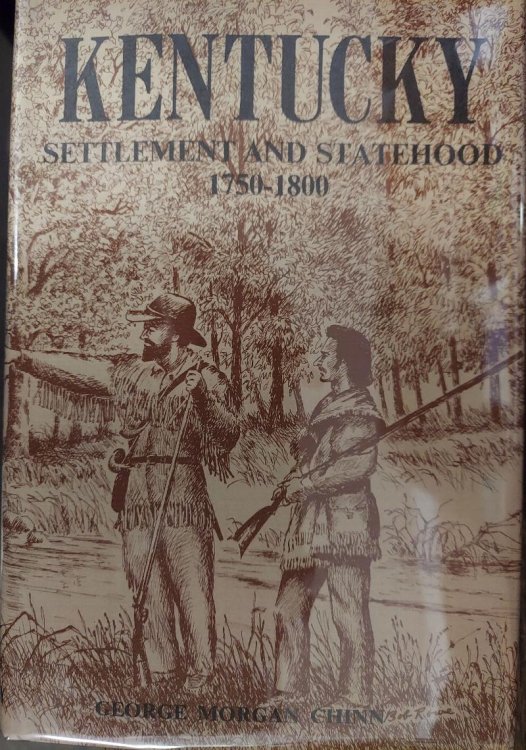 KENTUCKY
SETTLEMENT AND STATEHOOD
1750-1800
GEORGE MORGAN CHINN